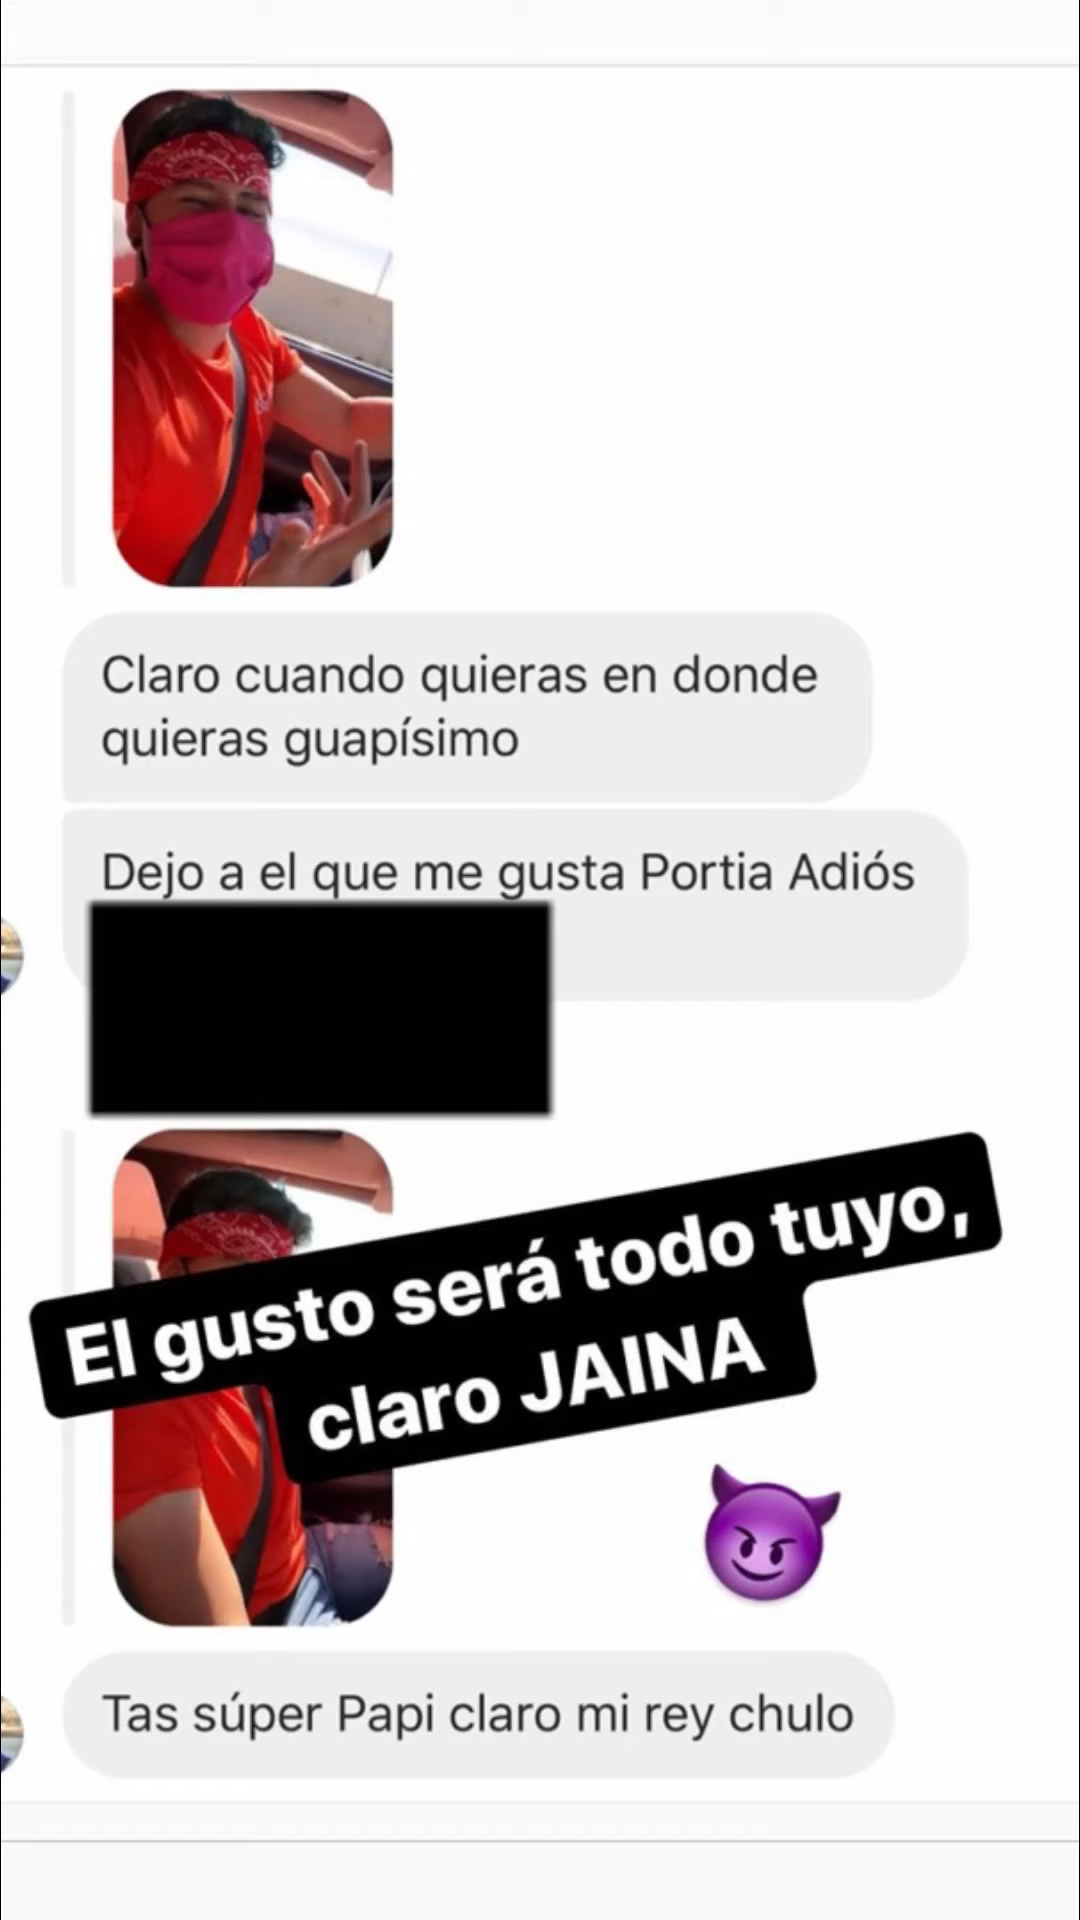 Claro cuando quieras en donde
quieras guapísimo
Dejo a el que me gusta Portia Adiós
El gusto será todo tuyo,
claro JAINA
Tas súper Papi claro mi rey chulo